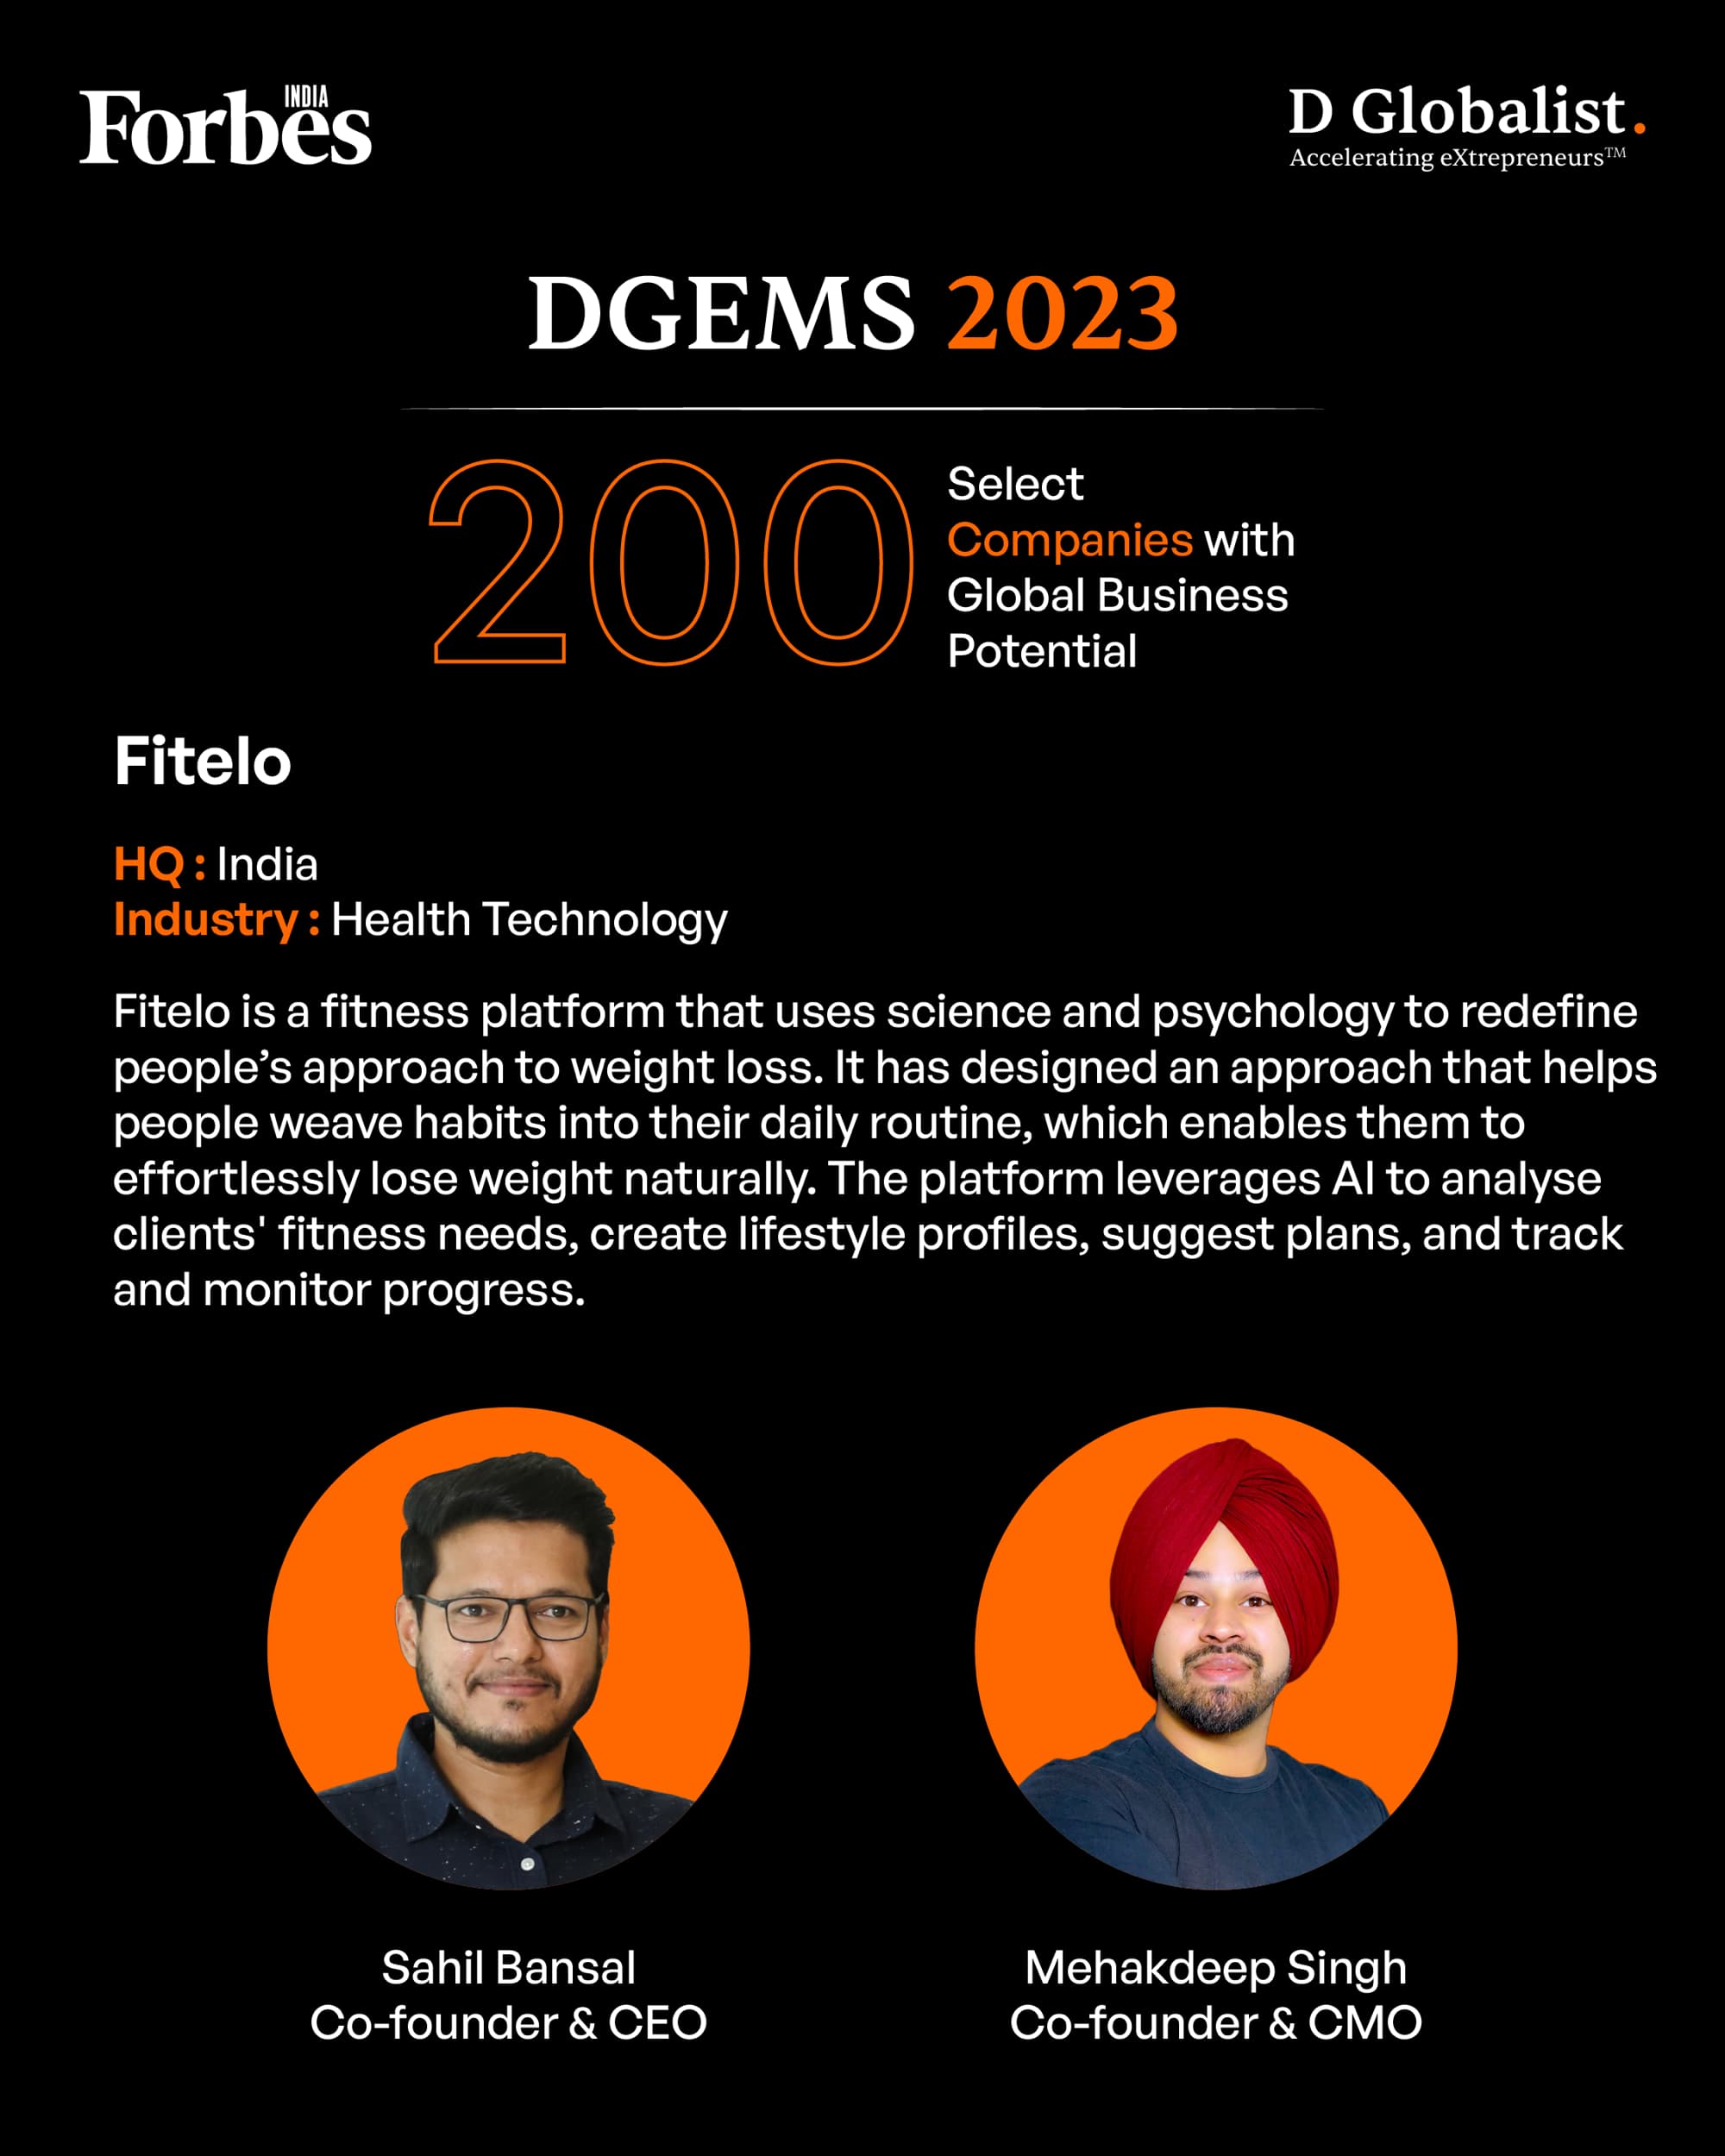 Forbes INDIA
D Globalist.
Accelerating eXtrepreneurs™
DGEMS 2023
200
Select
Companies with
Global Business
Potential
Fitelo
HQ : India
Industry : Health Technology
Fitelo is a fitness platform that uses science and psychology to redefine
people’s approach to weight loss. It has designed an approach that helps
people weave habits into their daily routine, which enables them to
effortlessly lose weight naturally. The platform leverages AI to analyse
clients' fitness needs, create lifestyle profiles, suggest plans, and track
and monitor progress.
Sahil Bansal
Co-founder & CEO
Mehakdeep Singh
Co-founder & CMO